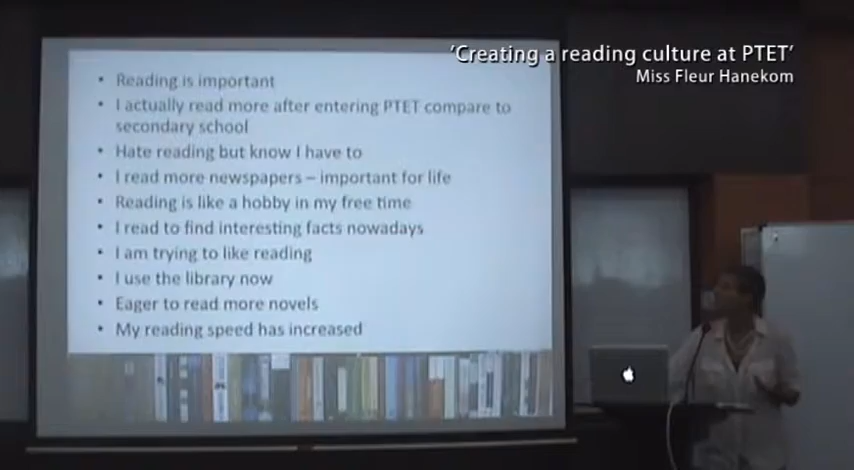 'Creating a reading culture at PTET'
Miss Fleur Hanekom
• Reading is important
• I actually read more after entering PTET compare to
secondary school
• Hate reading but know I have to
• I read more newspapers – important for life
• Reading is like a hobby in my free time
• I read to find interesting facts nowadays
• I am trying to like reading
• I use the library now
• Eager to read more novels
• My reading speed has increased